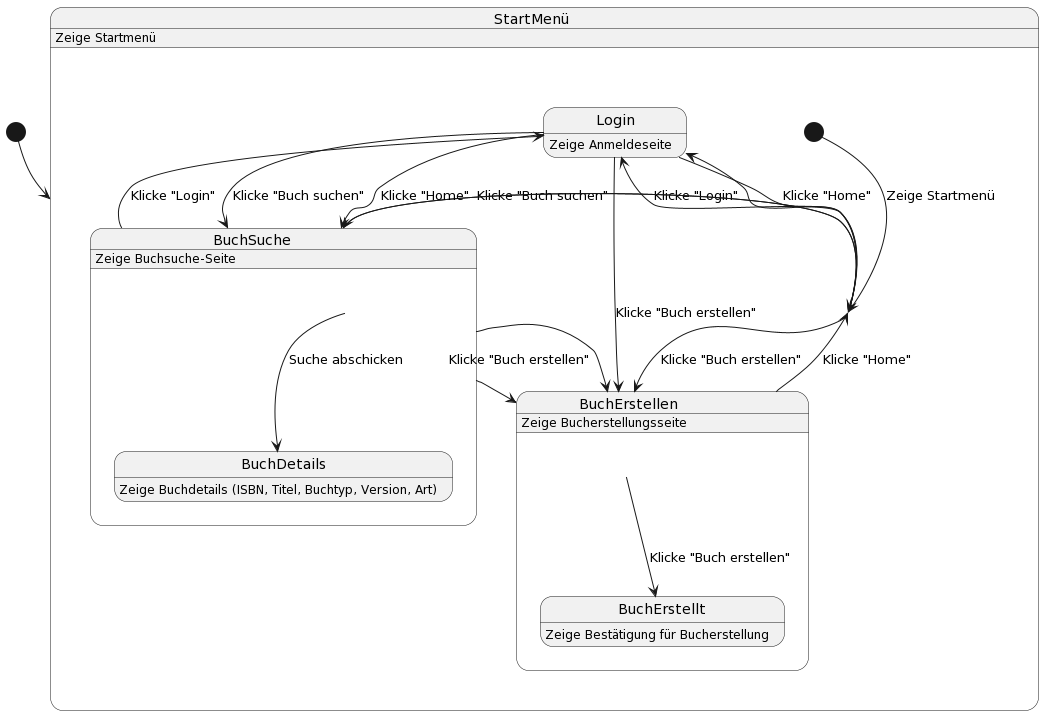 StartMenü
Zeige Startmenü
Login
Zeige Anmeldeseite
Klicke "Login"
Klicke "Buch suchen"
Klicke "Home"
Klicke "Buch suchen"
Klicke "Login"
Klicke "Home"
Zeige Startmenü
BuchSuche
Zeige Buchsuche-Seite
Klicke "Buch erstellen"
Suche abschicken
Klicke "Buch erstellen"
Klicke "Buch erstellen"
Klicke "Home"
BuchErstellen
Zeige Bucherstellungsseite
BuchDetails
Zeige Buchdetails (ISBN, Titel, Buchtyp, Version, Art)
Klicke "Buch erstellen"
BuchErstellt
Zeige Bestätigung für Bucherstellung